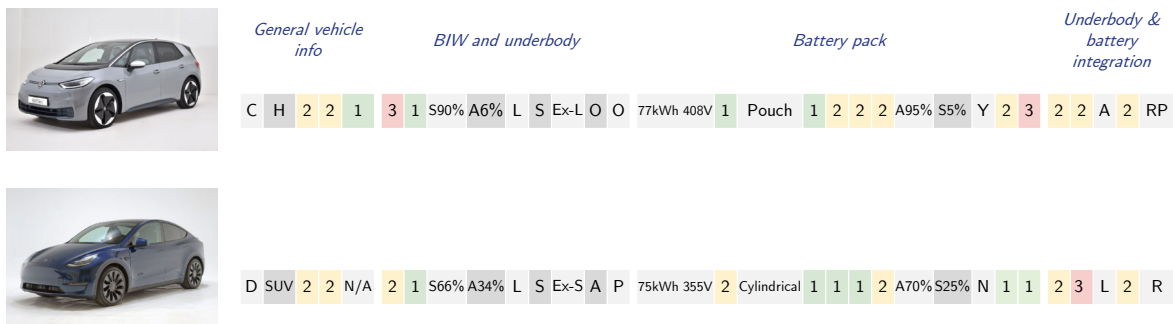 General vehicle
info
BIW and underbody
Battery pack
Underbody &
battery
integration
C H 2 2 1 3 1 S90% A6% L S Ex-L O O 77kWh 408V 1 Pouch 1 2 2 2 A95% S5% Y 2 3 2 2 A 2 RP
D SUV 2 2 N/A 2 1 S66% A34% L S Ex-S A P 75kWh 355V 2 Cylindrical 1 1 1 2 A70% S25% N 1 1 2 3 L 2 R